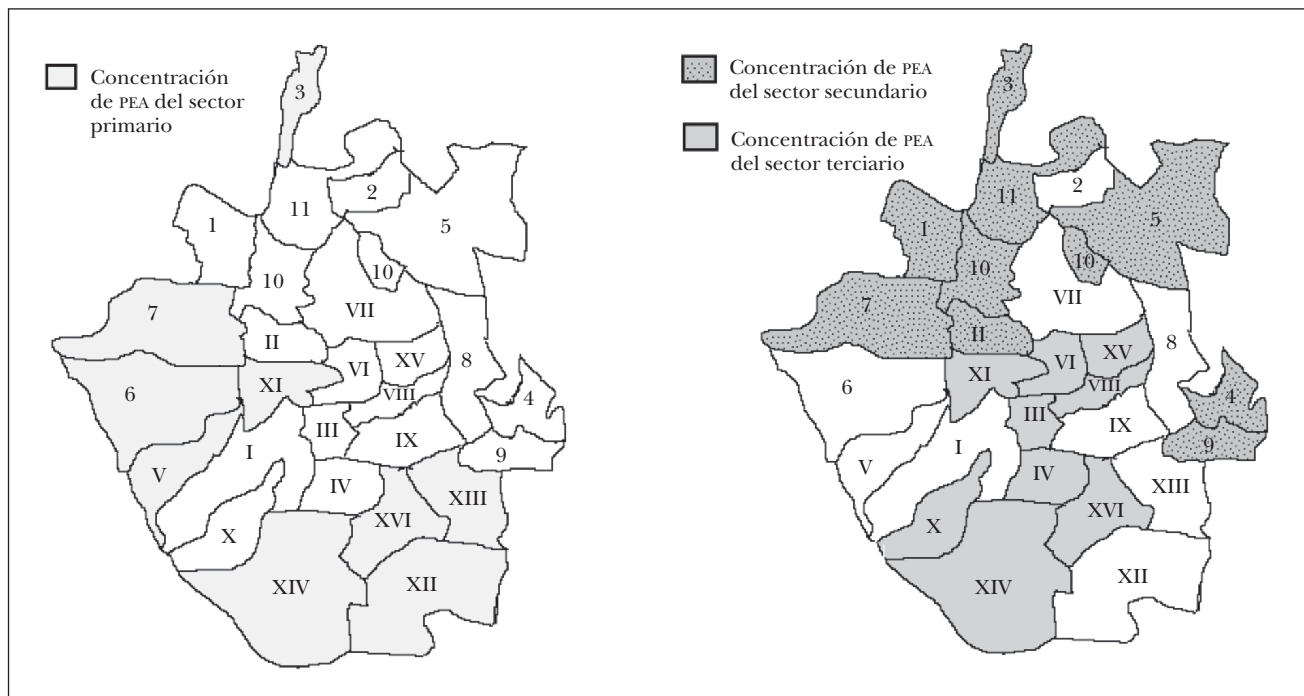 Concentración
de PEA del sector
primario
3
2
11
1
5
10
10
7
VII
II
XV
VI
8
XI
6
VIII
4
III
I
IX
9
V
IV
XIII
XVI
X
XIV
XII
Concentración de PEA
del sector secundario
Concentración de PEA
del sector terciario
3
2
11
1
5
10
10
7
VII
II
XV
VI
8
XI
6
VIII
4
III
IX
9
I
V
IV
XIII
XVI
X
XIV
XII